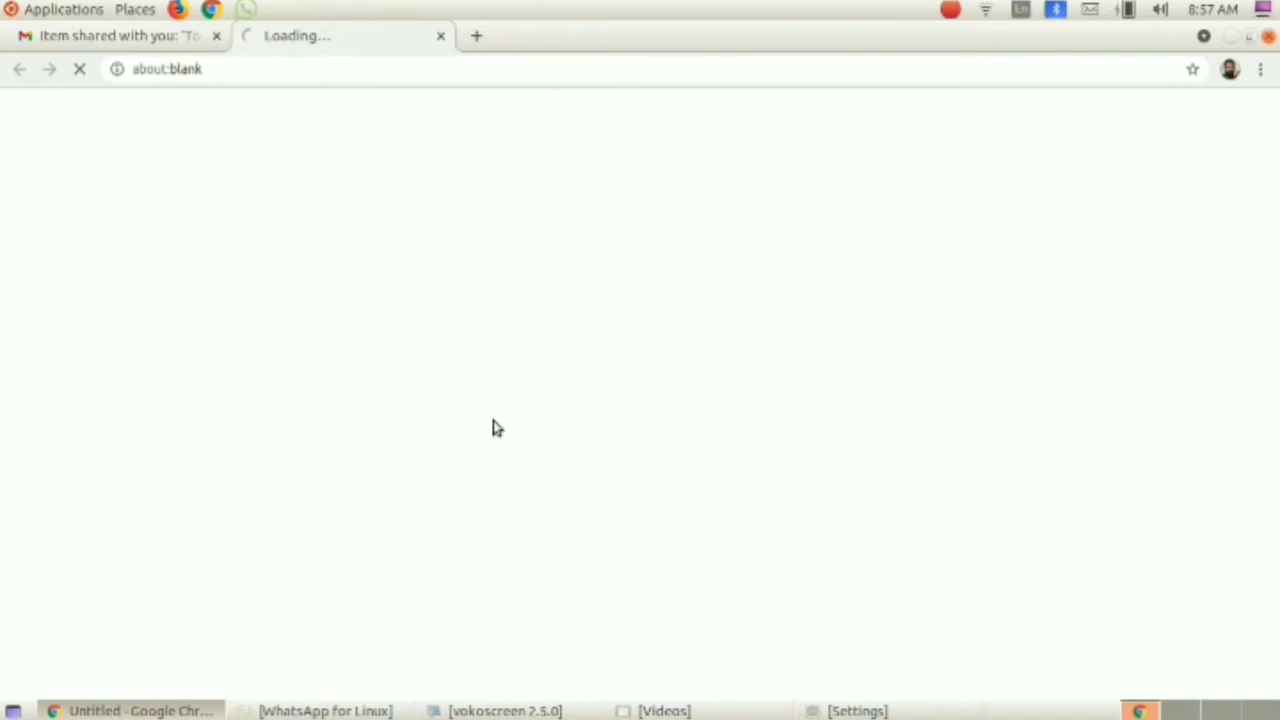 Applications Places 8:57 AM
Item shared with you: "To Loading...
about:blank
Untitled - Google Chr... [WhatsApp for Linux] [vokoscreen 2.5.0] [Videos] [Settings]